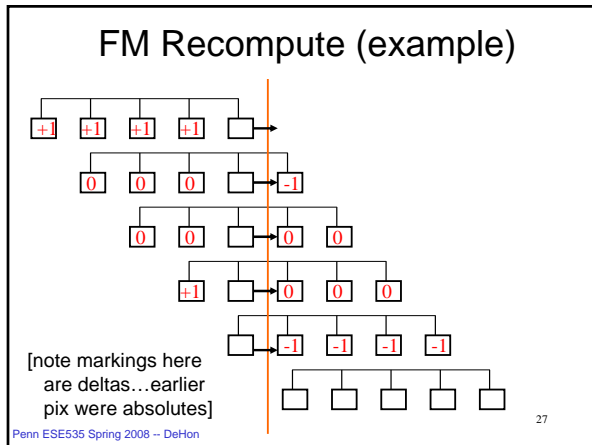 FM Recompute (example)
+1 +1 +1 +1
0 0 0 -1
0 0 0 0
+1 0 0 0
-1 -1 -1 -1
[note markings here
are deltas…earlier
pix were absolutes]
27
Penn ESE535 Spring 2008 -- DeHon